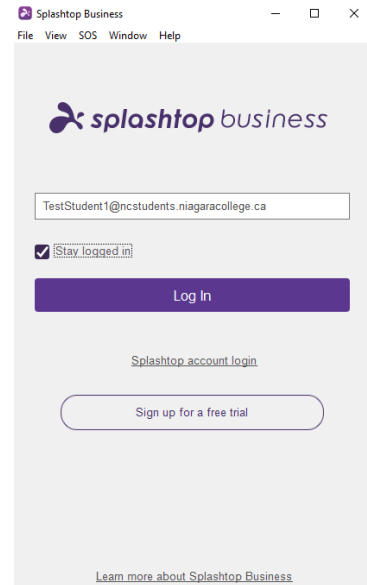 Splashtop Business
File View SOS Window Help
splashtop business
TestStudent1@ncstudents.niagaracollege.ca
Stay logged in
Log In
Splashtop account login
Sign up for a free trial
Learn more about Splashtop Business